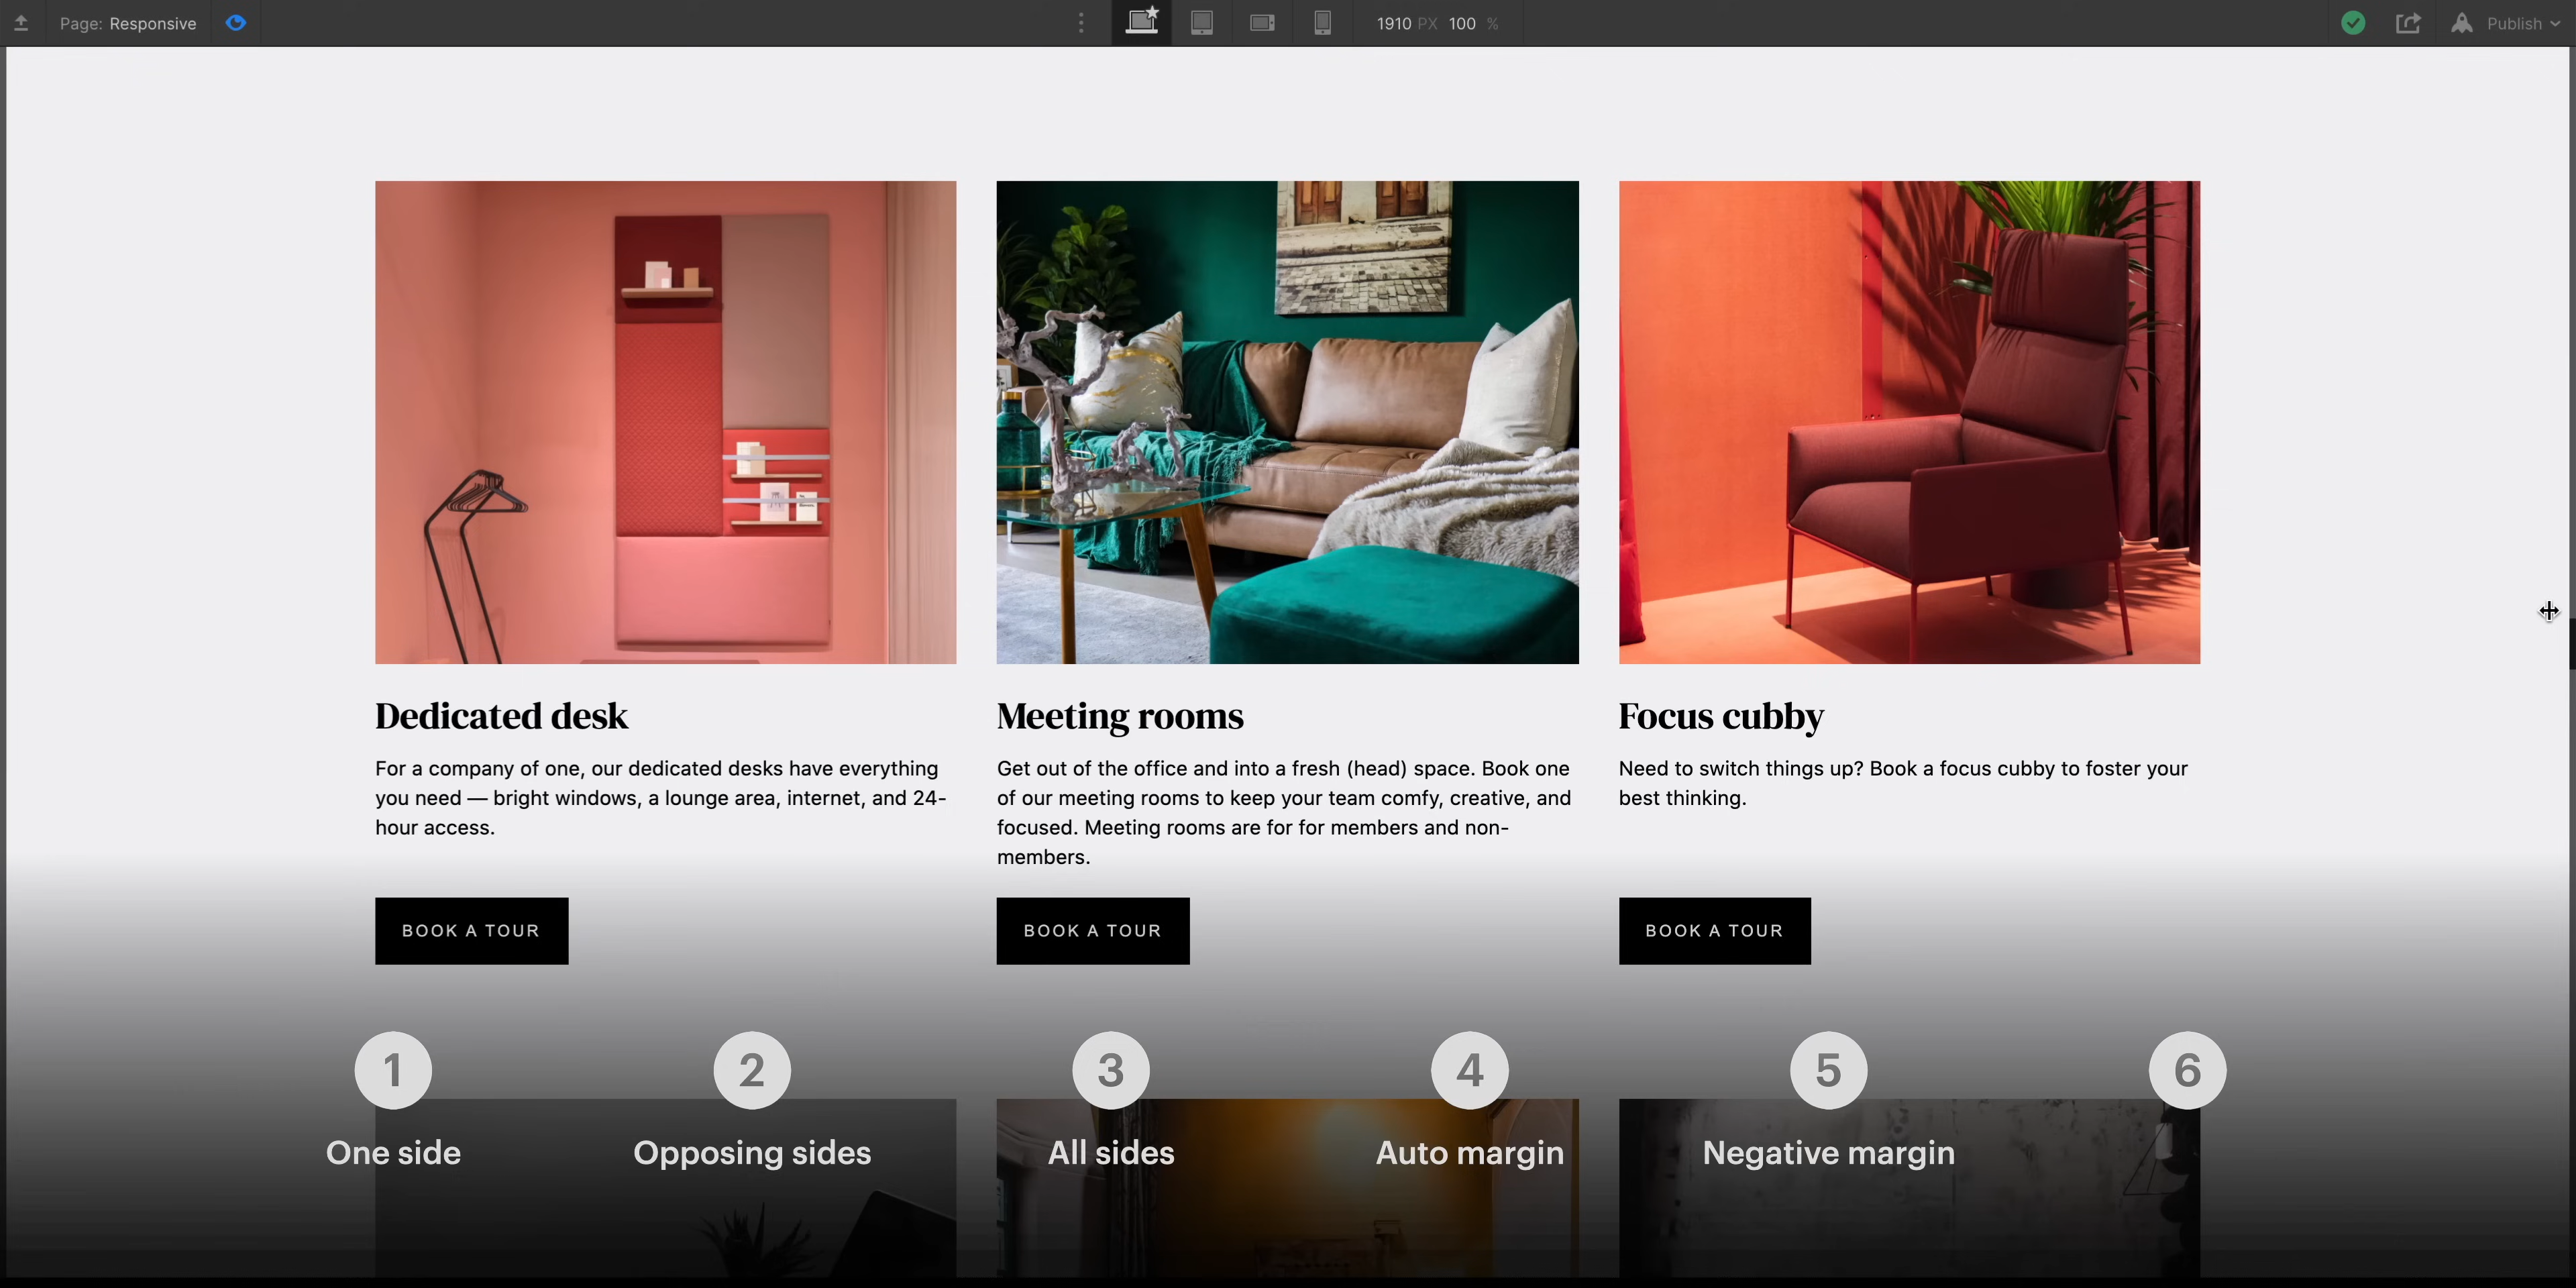 Page: Responsive
1910 PX 100 %
Publish
Dedicated desk
For a company of one, our dedicated desks have everything
you need — bright windows, a lounge area, internet, and 24-
hour access.
BOOK A TOUR
Meeting rooms
Get out of the office and into a fresh (head) space. Book one
of our meeting rooms to keep your team comfy, creative, and
focused. Meeting rooms are for for members and non-
members.
BOOK A TOUR
Focus cubby
Need to switch things up? Book a focus cubby to foster your
best thinking.
BOOK A TOUR
1
One side
2
Opposing sides
3
All sides
4
Auto margin
5
Negative margin
6